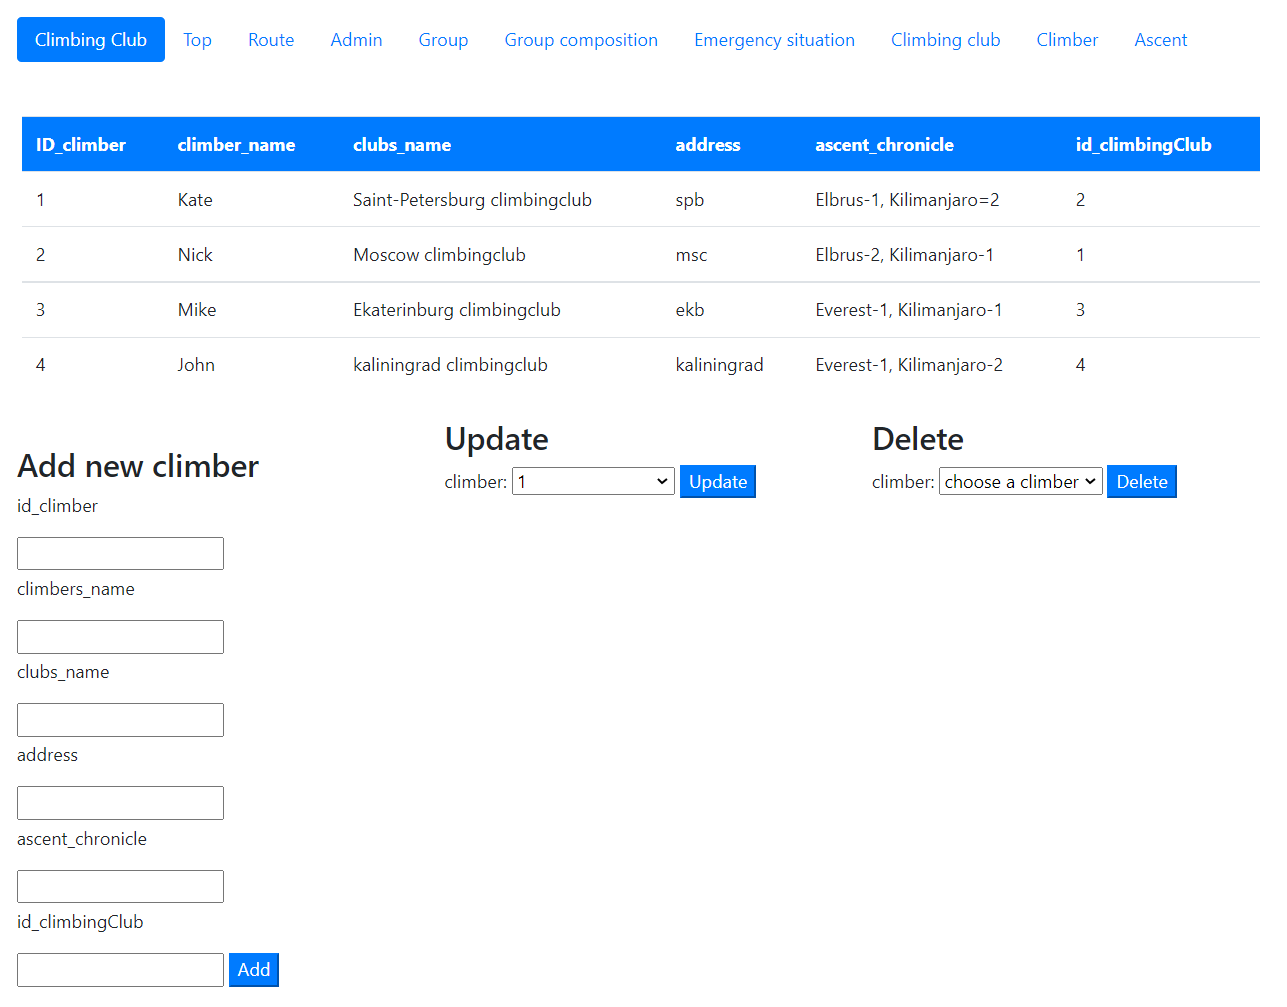 Climbing Club Top Route Admin Group Group composition Emergency situation Climbing club Climber Ascent
ID_climber climber_name clubs_name address ascent_chronicle id_climbingClub
1 Kate Saint-Petersburg climbingclub spb Elbrus-1, Kilimanjaro=2 2
2 Nick Moscow climbingclub msc Elbrus-2, Kilimanjaro-1 1
3 Mike Ekaterinburg climbingclub ekb Everest-1, Kilimanjaro-1 3
4 John kaliningrad climbingclub kaliningrad Everest-1, Kilimanjaro-2 4
Add new climber
id_climber
climbers_name
clubs_name
address
ascent_chronicle
id_climbingClub
Add
Update
climber: 1 Update
Delete
climber: choose a climber Delete